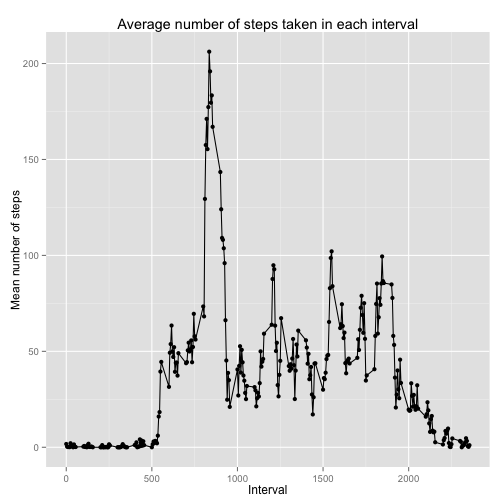 Average number of steps taken in each interval
200
150
100
50
0
Mean number of steps
0 500 1000 1500 2000
Interval